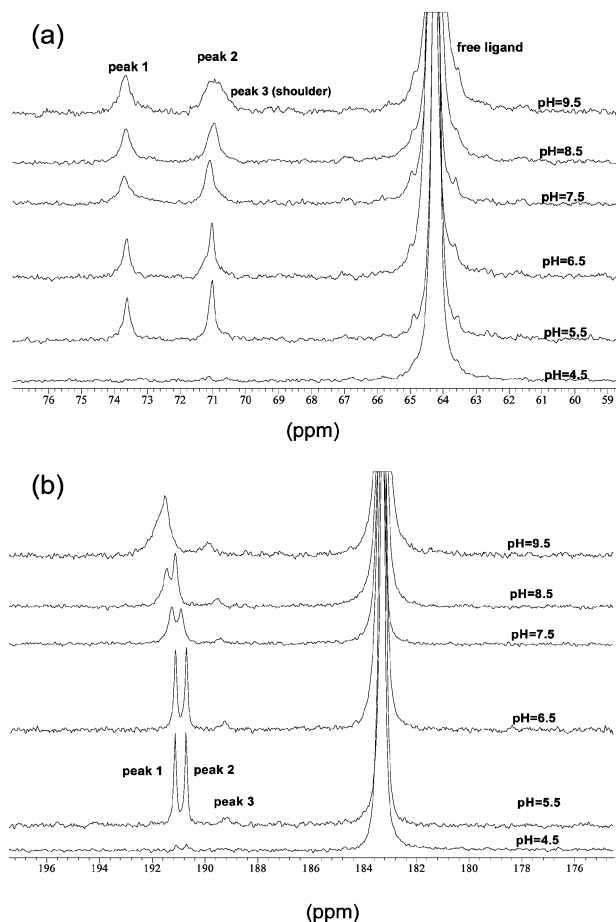 (a)
peak 2
peak 1
free ligand
peak 3 (shoulder)
pH=9.5
pH=8.5
pH=7.5
pH=6.5
pH=5.5
pH=4.5
76 75 74 73 72 71 70 69 68 67 66 65 64 63 62 61 60 59
(ppm)
(b)
pH=9.5
pH=8.5
pH=7.5
pH=6.5
peak 1 peak 2
peak 3
pH=5.5
pH=4.5
196 194 192 190 188 186 184 182 180 178 176
(ppm)